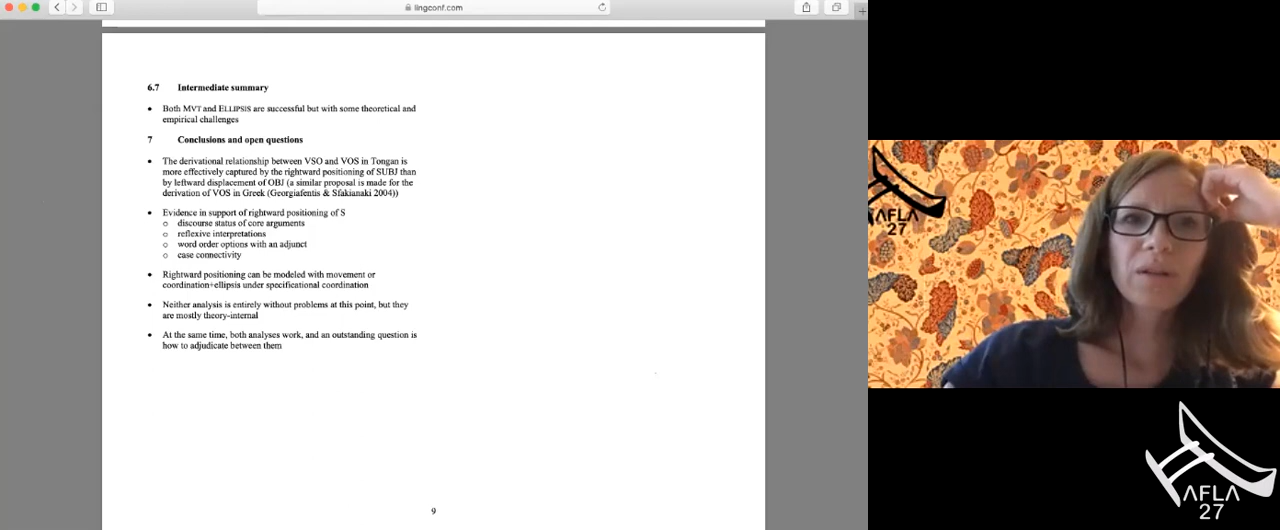 lingconf.com
6.7 Intermediate summary
• Both MVT and ELLIPSIS are successful but with some theoretical and
empirical challenges
7 Conclusions and open questions
• The derivational relationship between VSO and VOS in Tongan is
more effectively captured by the rightward positioning of SUBJ than
by leftward displacement of OBJ (a similar proposal is made for the
derivation of VOS in Greek (Georgiafentis & Sfakianaki 2004))
• Evidence in support of rightward positioning of S
o discourse status of core arguments
o reflexive interpretations
o word order options with an adjunct
o case connectivity
• Rightward positioning can be modeled with movement or
coordination+ellipsis under specificational coordination
• Neither analysis is entirely without problems at this point, but they
are mostly theory-internal
• At the same time, both analyses work, and an outstanding question is
how to adjudicate between them
9
AFLA
27
AFLA
27